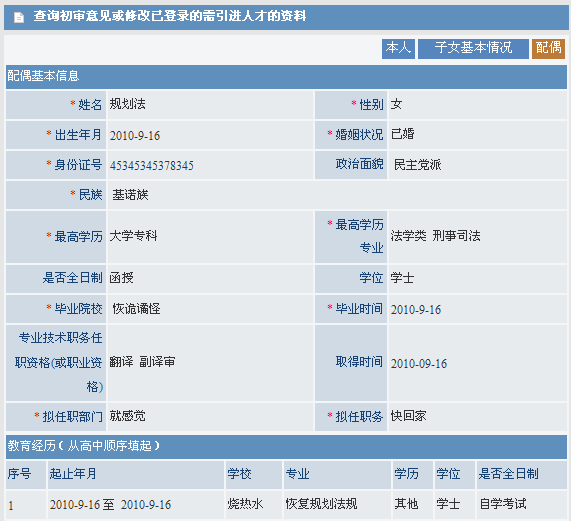 查询初审意见或修改已登录的需引进人才的资料
本人 子女基本情况 配偶
配偶基本信息
* 姓名 规划法 * 性别 女
* 出生年月 2010-9-16 * 婚姻状况 已婚
* 身份证号 45345345378345 政治面貌 民主党派
* 民族 基诺族
* 最高学历 大学专科 * 最高学历
专业 法学类 刑事司法
是否全日制 函授 学位 学士
* 毕业院校 恢诡谲怪 * 毕业时间 2010-9-16
专业技术职务任
职资格(或职业资
格) 翻译 副译审 取得时间 2010-09-16
* 拟任职部门 就感觉 * 拟任职务 快回家
教育经历（从高中顺序填起）
序号 起止年月 学校 专业 学历 学位 是否全日制
1 2010-9-16 至 2010-9-16 烧热水 恢复规划法规 其他 学士 自学考试